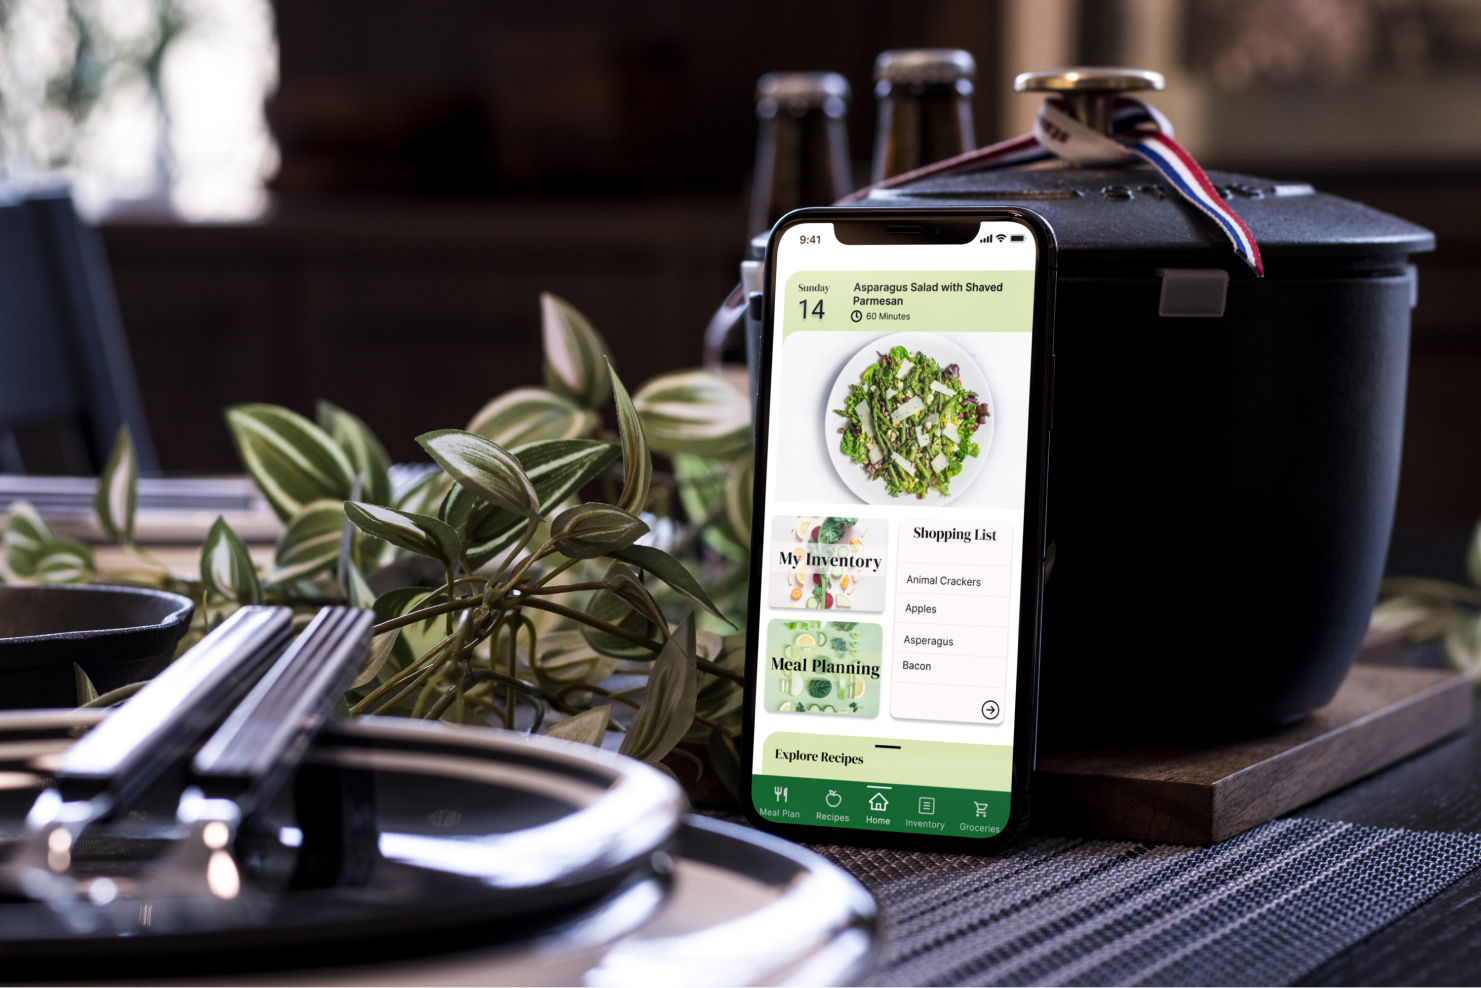 9:41
Sunday
14
Asparagus Salad with Shaved
Parmesan
60 Minutes
My Inventory
Meal Planning
Shopping List
Animal Crackers
Apples
Asperagus
Bacon
Explore Recipes
Meal Plan
Recipes
Home
Inventory
Groceries